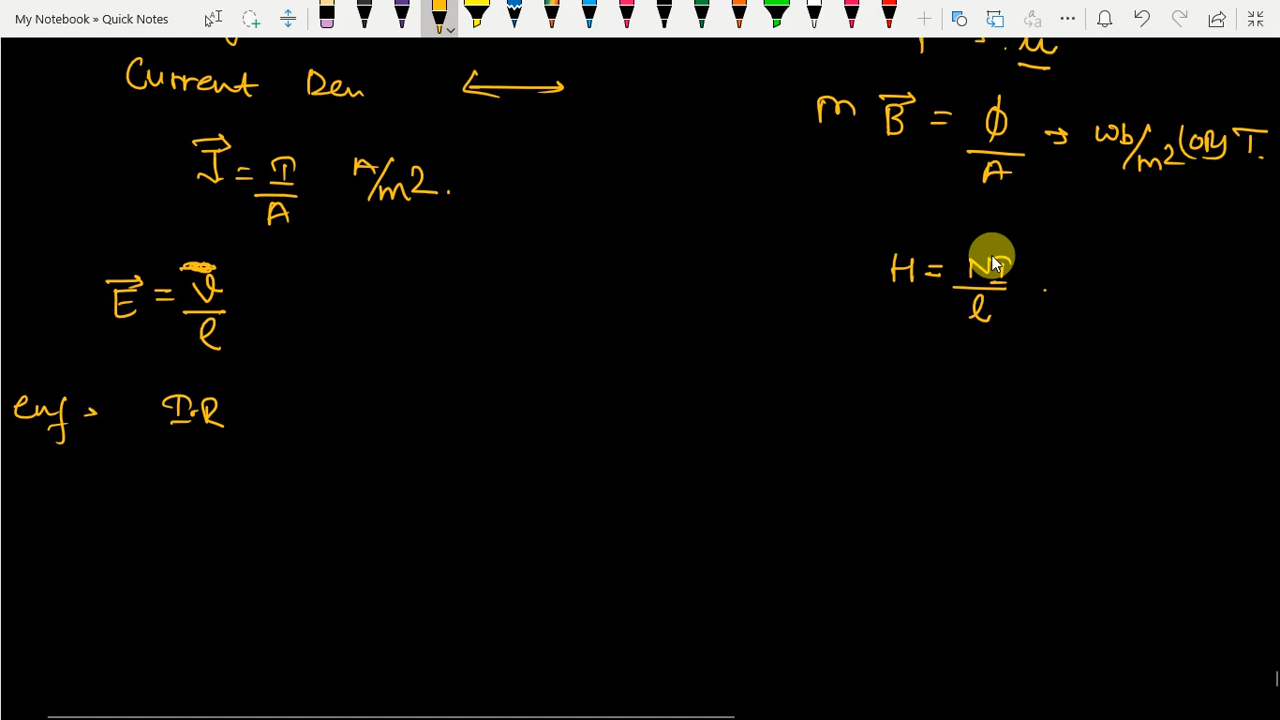 My Notebook » Quick Notes
Current Den ⟷
J⃗ = I/A A/m2.
E⃗ = V/l
emf → I·R
m B⃗ = ϕ/A → wb/m2 (OR) T.
H = NI/l